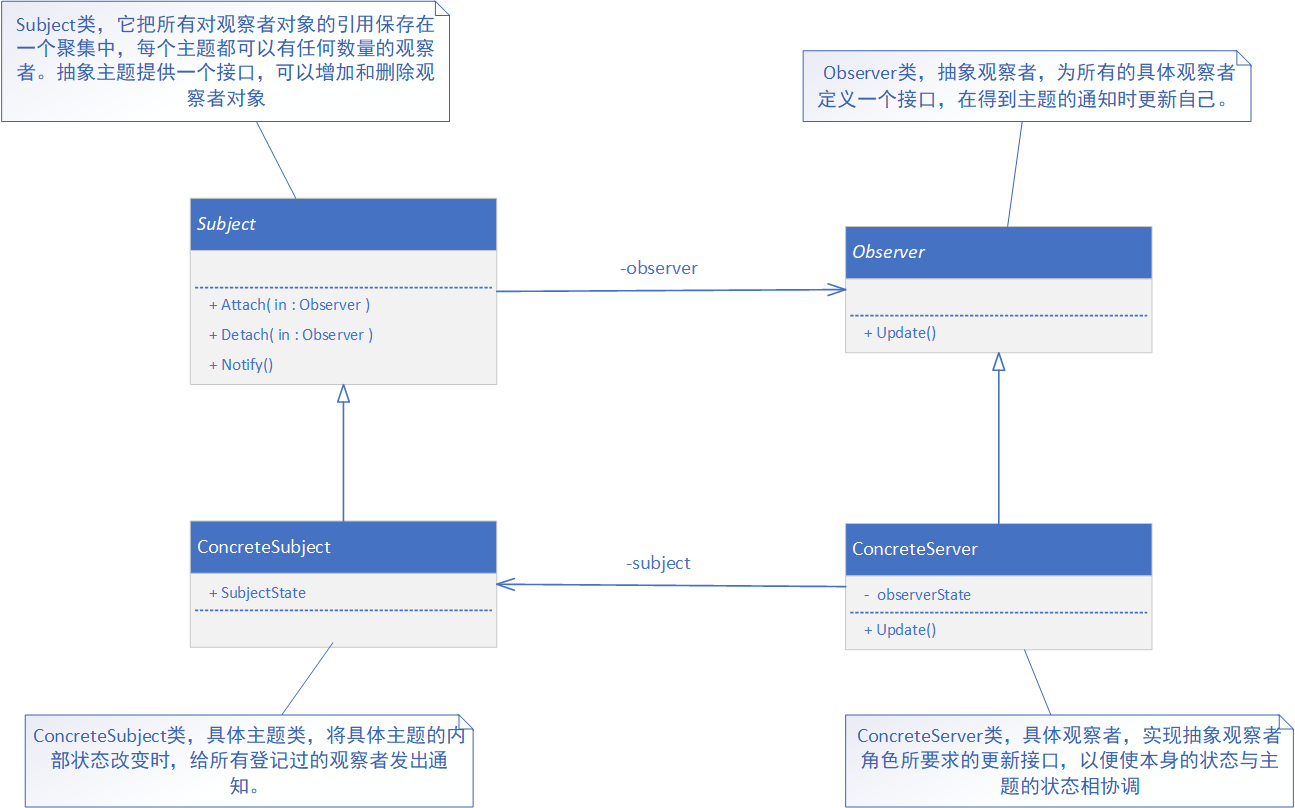 Subject类，它把所有对观察者对象的引用保存在
一个聚集中，每个主题都可以有任何数量的观察
者。抽象主题提供一个接口，可以增加和删除观
察者对象
Observer类，抽象观察者，为所有的具体观察者
定义一个接口，在得到主题的通知时更新自己。
Subject
+ Attach( in : Observer )
+ Detach( in : Observer )
+ Notify()
-observer
Observer
+ Update()
ConcreteSubject
+ SubjectState
-subject
ConcreteServer
- observerState
+ Update()
ConcreteSubject类，具体主题类，将具体主题的内
部状态改变时，给所有登记过的观察者发出通
知。
ConcreteServer类，具体观察者，实现抽象观察者
角色所要求的更新接口，以便使本身的状态与主
题的状态相协调